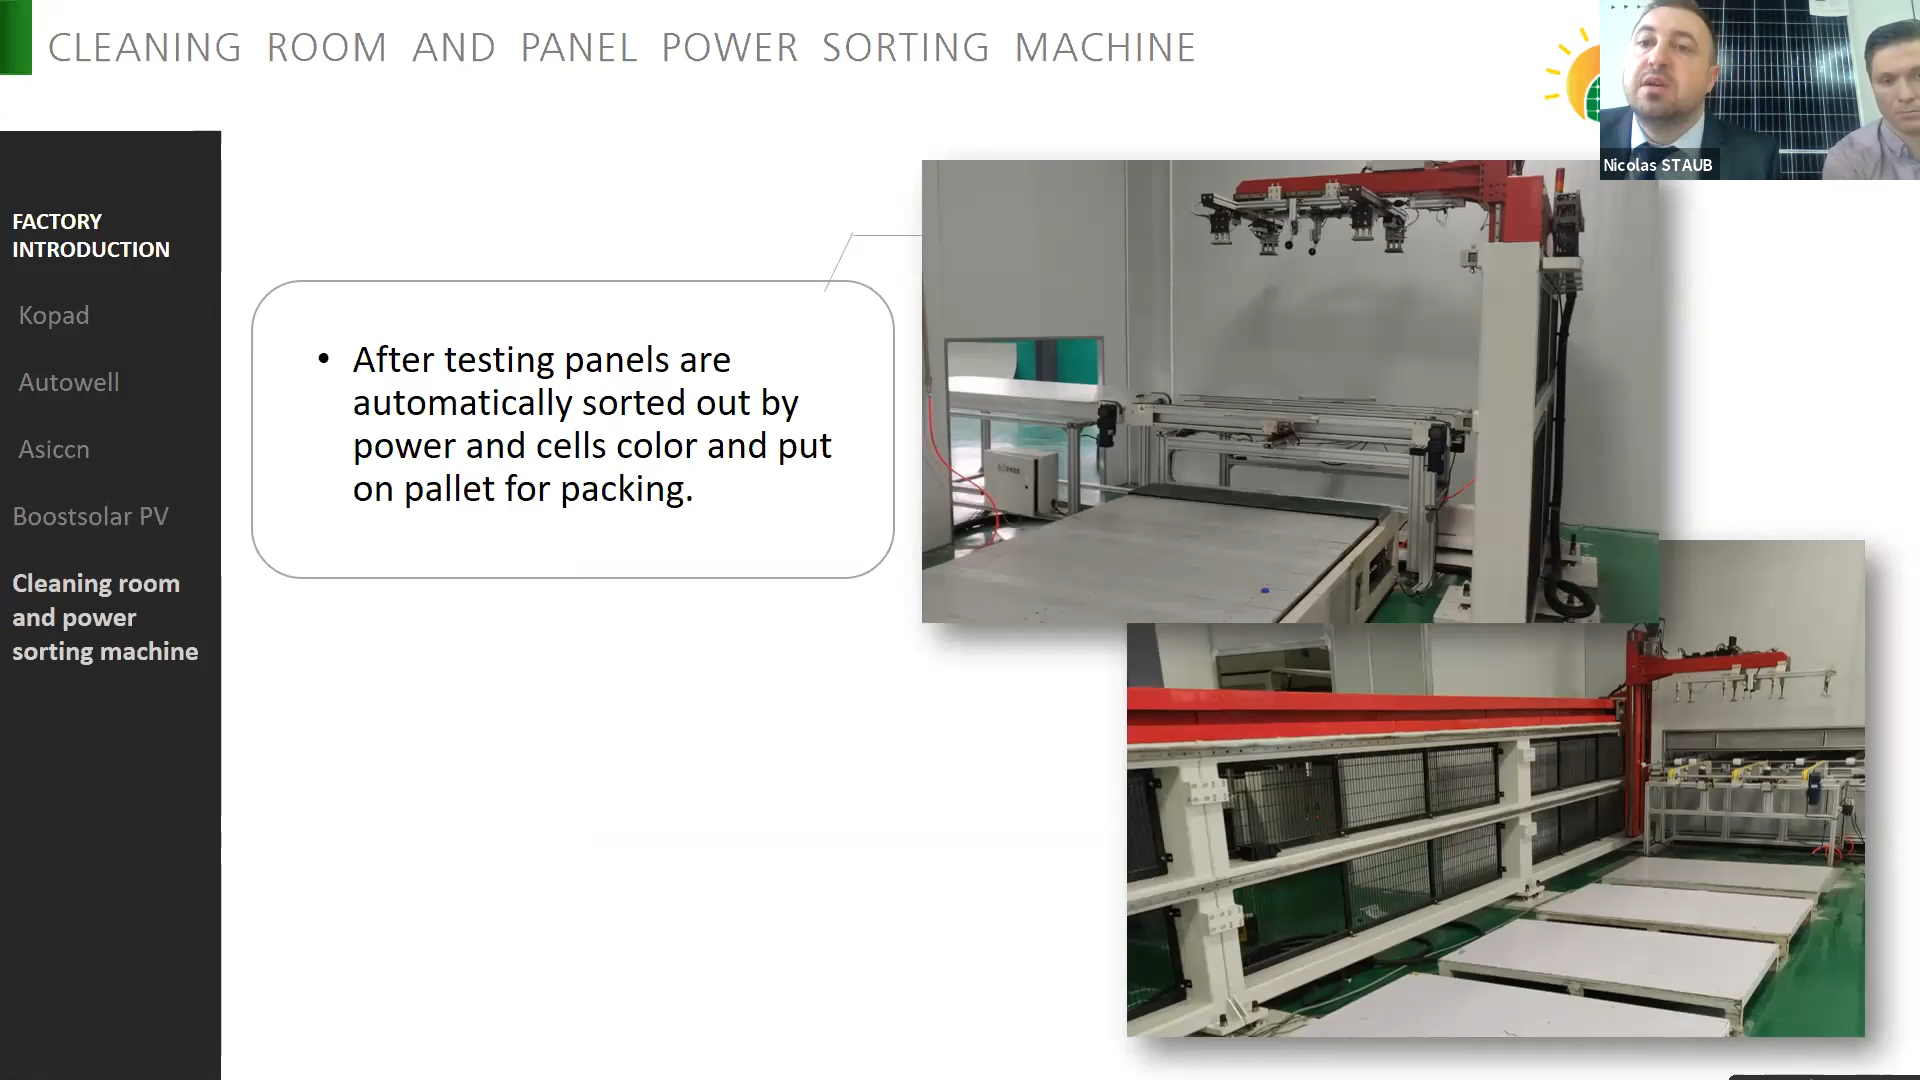 CLEANING ROOM AND PANEL POWER SORTING MACHINE
Nicolas STAUB
FACTORY
INTRODUCTION
Kopad
Autowell
Asiccn
Boostsolar PV
Cleaning room
and power
sorting machine
• After testing panels are
automatically sorted out by
power and cells color and put
on pallet for packing.